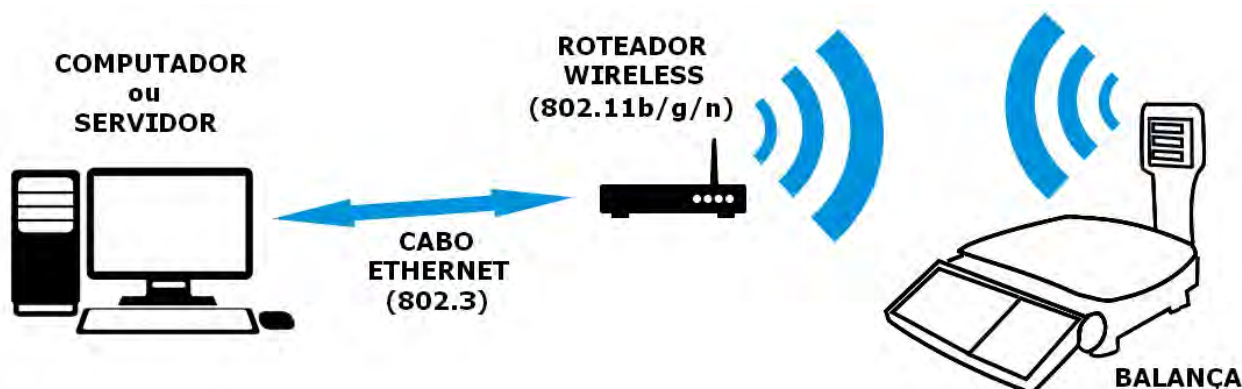 COMPUTADOR
ou
SERVIDOR
ROTEADOR
WIRELESS
(802.11b/g/n)
CABO
ETHERNET
(802.3)
BALANÇA